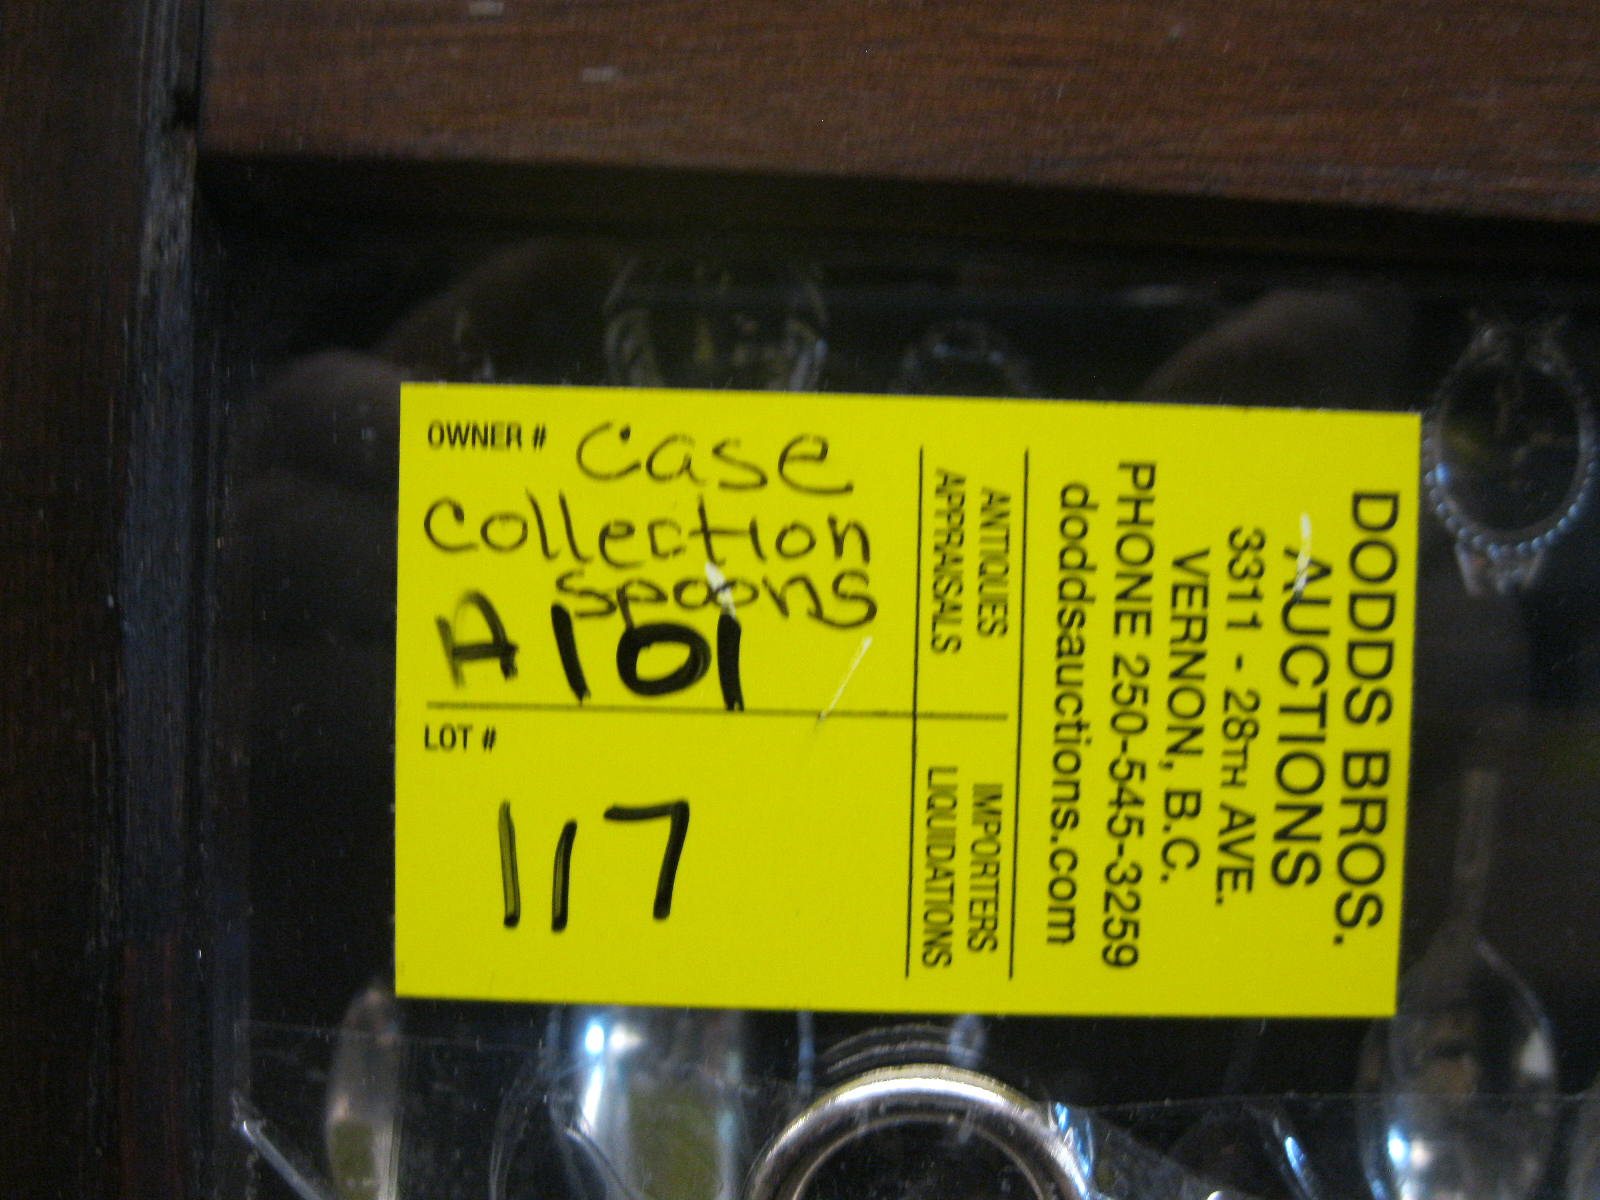 DODDS BROS.
AUCTIONS
3311 - 28TH AVE.
VERNON, B.C.
PHONE 250-545-3259
doddsauctions.com
ANTIQUES
APPRAISALS
IMPORTERS
LIQUIDATIONS
OWNER # Case
Collection
spoons
A101
LOT #
117